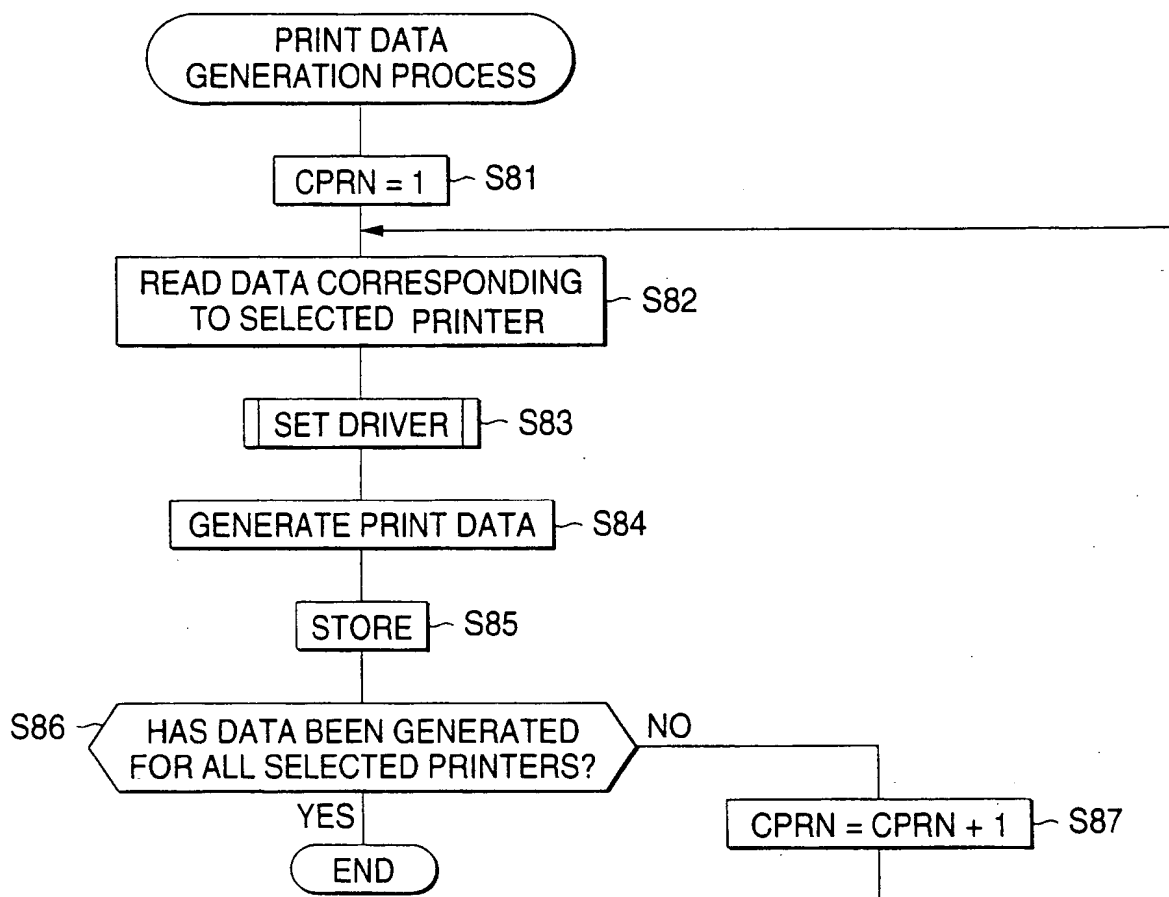 PRINT DATA
GENERATION PROCESS
CPRN = 1
S81
READ DATA CORRESPONDING
TO SELECTED PRINTER
S82
SET DRIVER
S83
GENERATE PRINT DATA
S84
STORE
S85
S86
HAS DATA BEEN GENERATED
FOR ALL SELECTED PRINTERS?
NO
YES
CPRN = CPRN + 1
S87
END